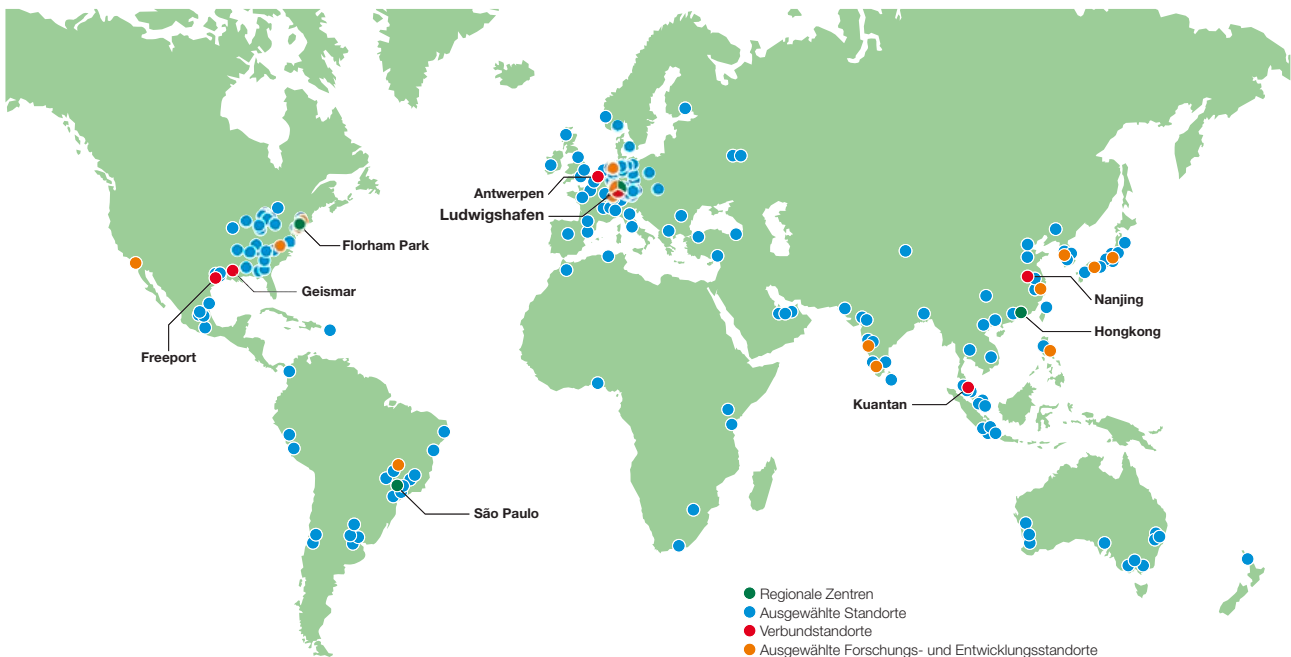 Antwerpen
Ludwigshafen
Florham Park
Geismar
Freeport
Nanjing
Hongkong
Kuantan
São Paulo
Regionale Zentren
Ausgewählte Standorte
Verbundstandorte
Ausgewählte Forschungs- und Entwicklungsstandorte